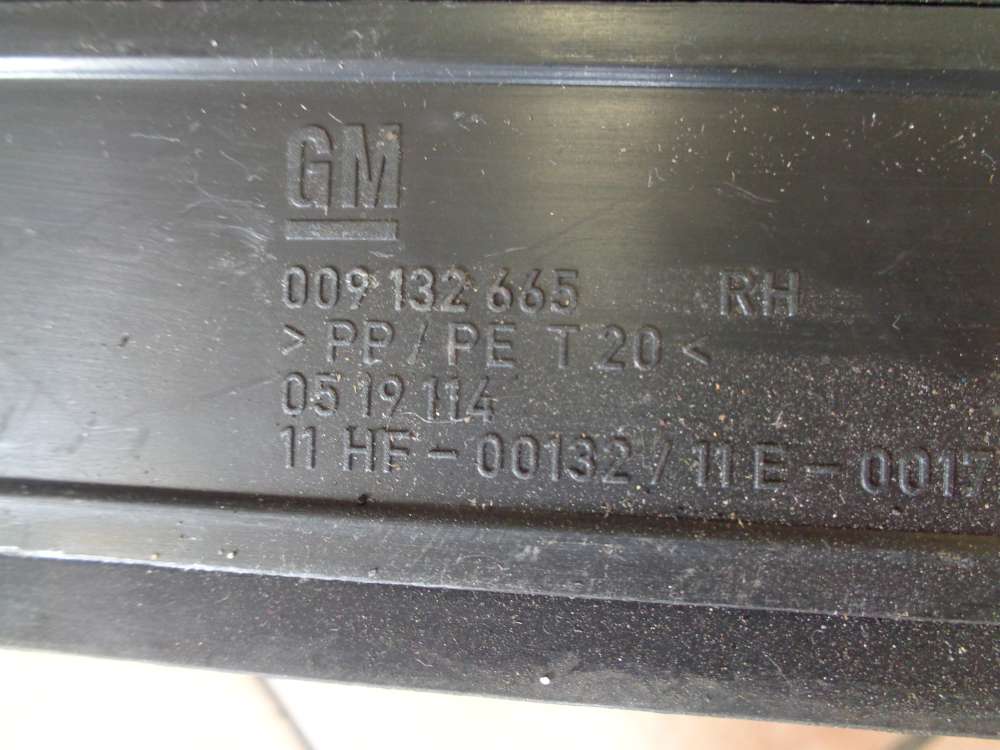 GM
009 132 665 RH
> PP / PE T 20 <
05 19 114
11 HF - 00132 / 11 E - 0017